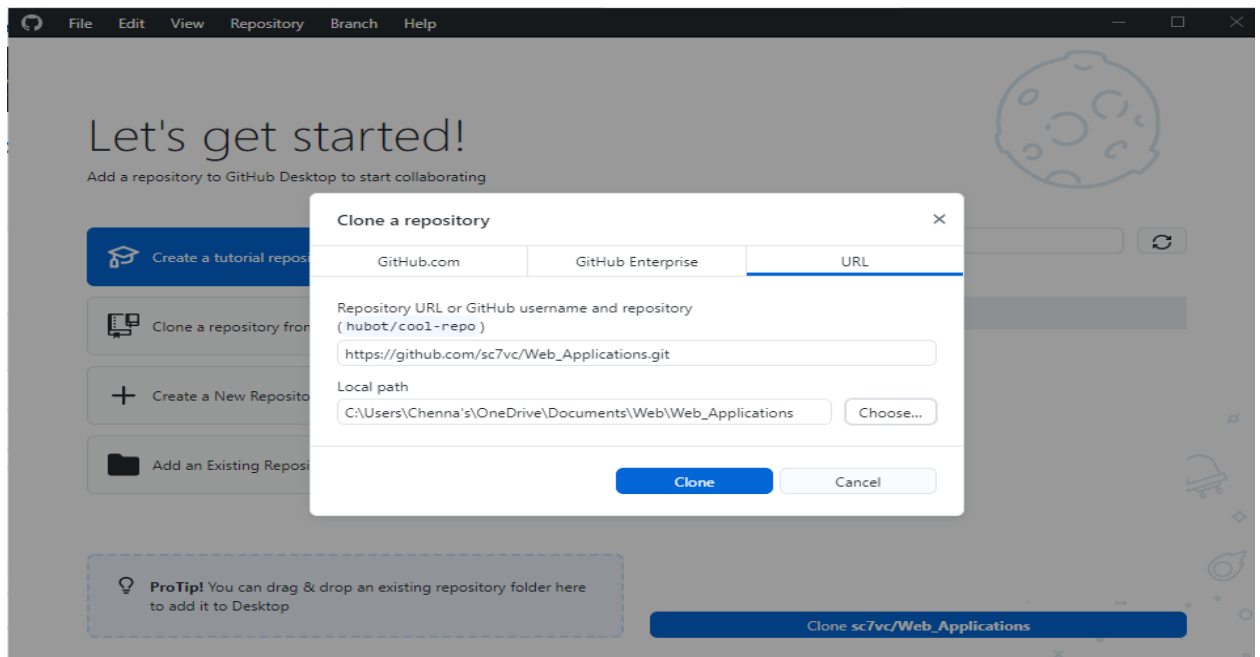 File Edit View Repository Branch Help
Let's get started!
Add a repository to GitHub Desktop to start collaborating
Create a tutorial reposi
Clone a repository from
Create a New Reposito
Add an Existing Reposi
Clone a repository
GitHub.com GitHub Enterprise URL
Repository URL or GitHub username and repository
(hubot/cool-repo)
https://github.com/sc7vc/Web_Applications.git
Local path
C:\Users\Chenna's\OneDrive\Documents\Web\Web_Applications Choose...
Clone Cancel
ProTip! You can drag & drop an existing repository folder here
to add it to Desktop
Clone sc7vc/Web_Applications